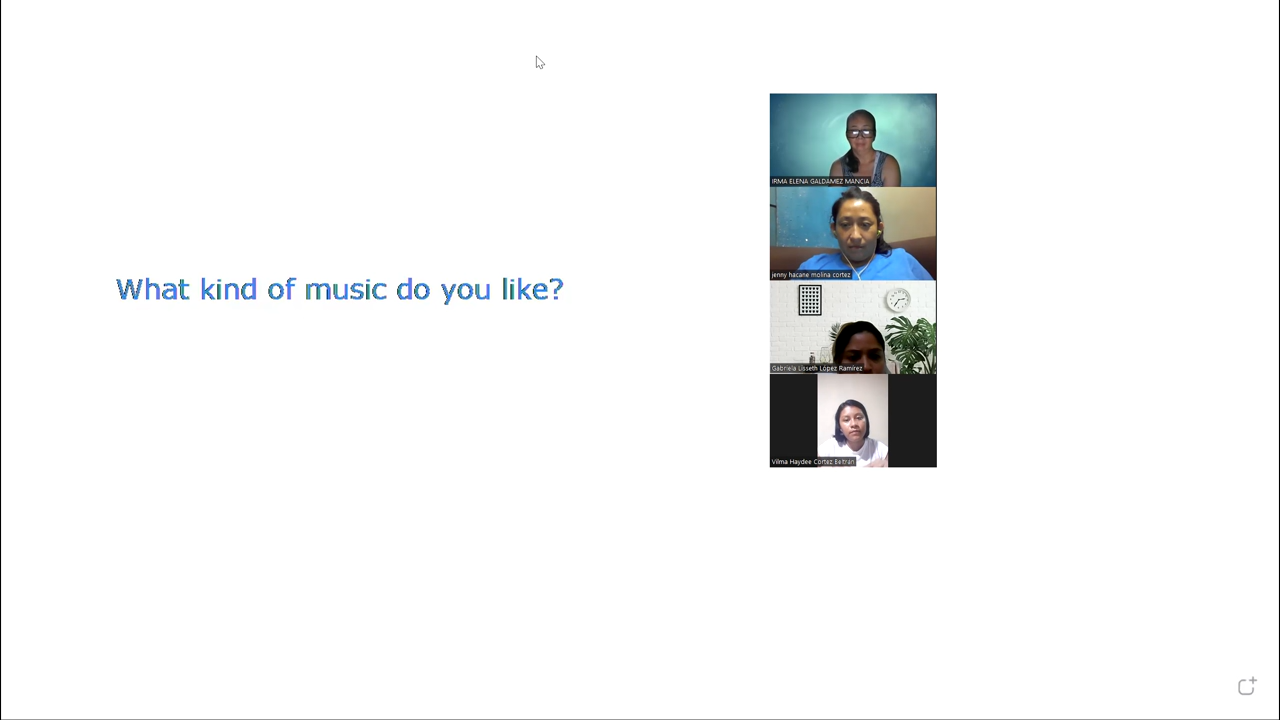 What kind of music do you like?
IRMA ELENA GALDAMEZ MANCIA
jenny hacane molina cortez
Gabriela Lisseth López Ramírez
Vilma Haydee Cortez Beltrán